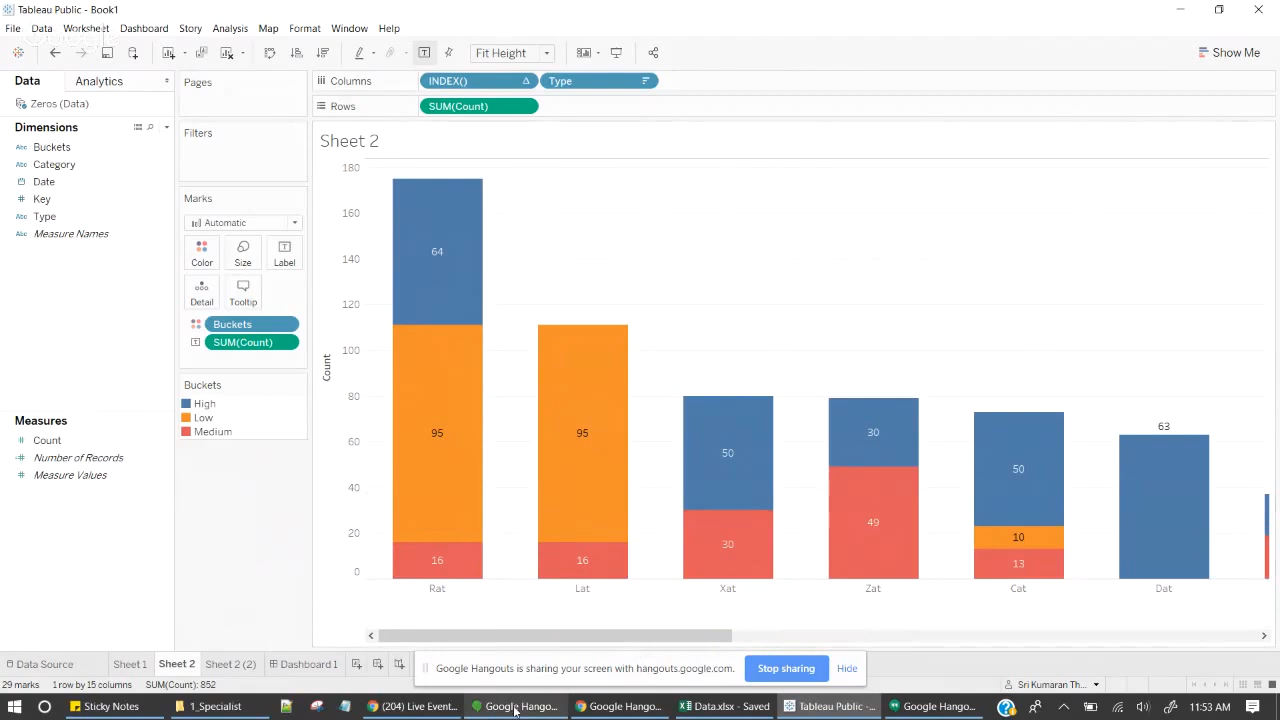 Tableau Public - Book1
File Data Worksheet Dashboard Story Analysis Map Format Window Help
Fit Height
Show Me
Data Analytics
Zeros (Data)
Dimensions
Abc Buckets
Abc Category
Date
# Key
Abc Type
Abc Measure Names
Measures
# Count
Number of Records
# Measure Values
Pages
Filters
Marks
Automatic
Color Size Label
Detail Tooltip
Buckets
SUM(Count)
Buckets
High
Low
Medium
Columns INDEX() Δ Type
Rows SUM(Count)
Sheet 2
180
160
140
120
100
80
60
40
20
0
Count
64
95
16
95
16
50
30
30
49
50
10
13
63
Rat Lat Xat Zat Cat Dat
Data Source Sheet 1 Sheet 2 Sheet 2 (2) Dashboard 1
Google Hangouts is sharing your screen with hangouts.google.com. Stop sharing Hide
29 marks 1 row by 15 columns SUM(Count): 852
Sri Kumaran Th...
Sticky Notes 1_Specialist (204) Live Event... Google Hango... Google Hango... Data.xlsx - Saved Tableau Public -... Google Hango... 11:53 AM